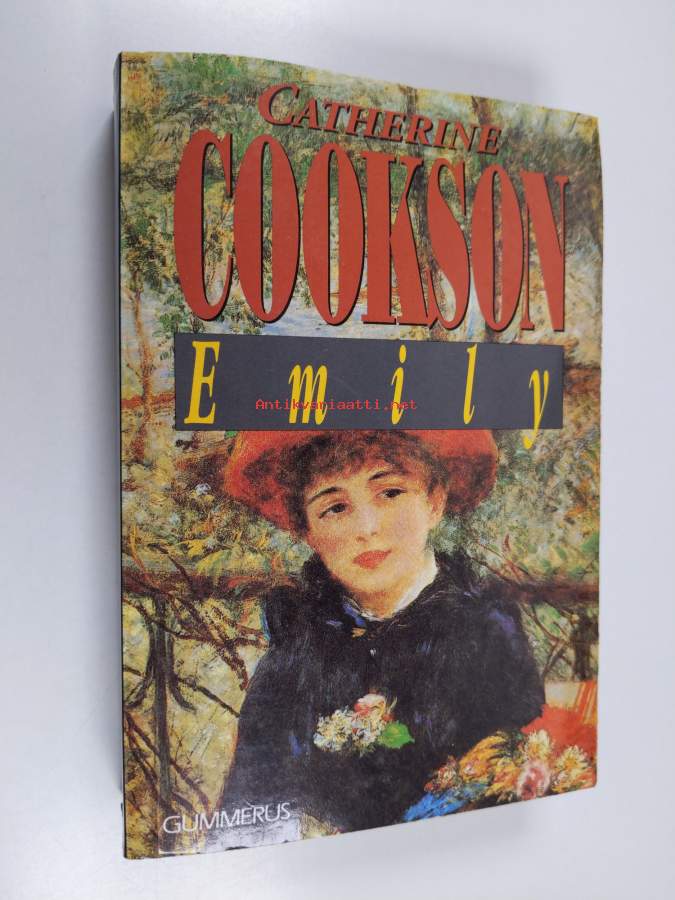 CATHERINE
COOKSON
Emily
Antikvariaatti.net
GUMMERUS